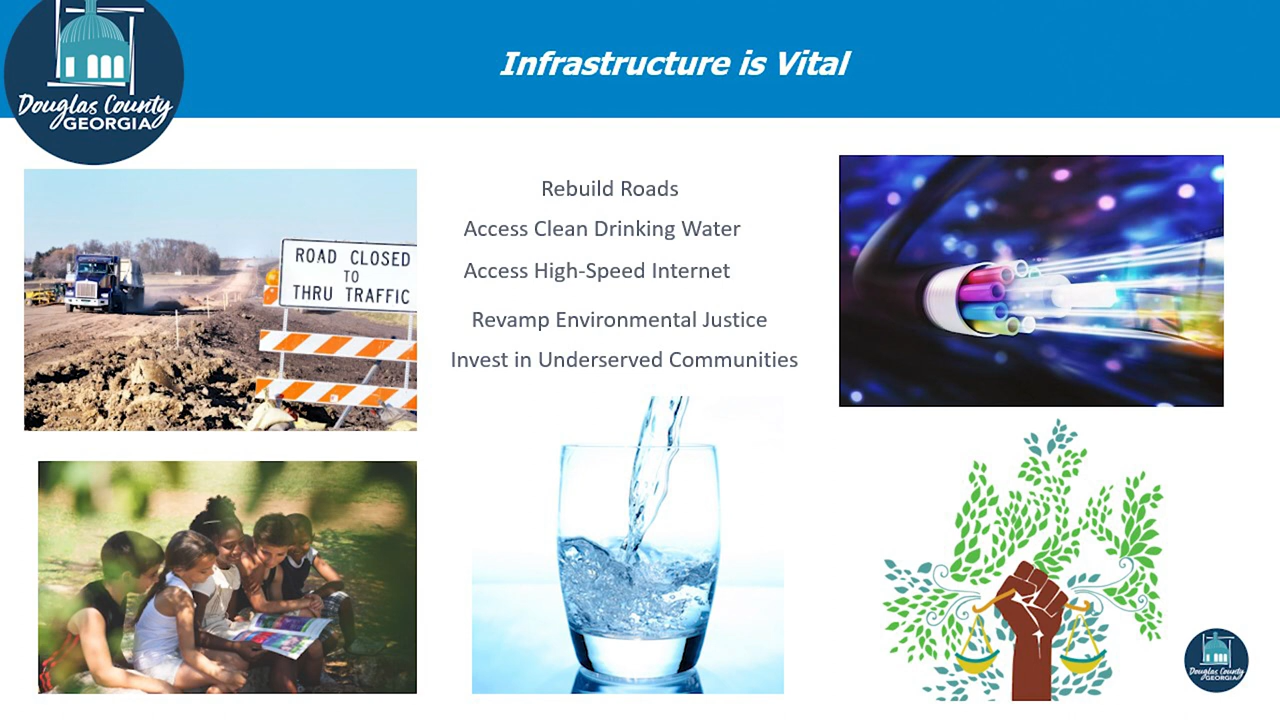 Infrastructure is Vital
Douglas County
GEORGIA
Rebuild Roads
Access Clean Drinking Water
Access High-Speed Internet
Revamp Environmental Justice
Invest in Underserved Communities
ROAD CLOSED
TO
THRU TRAFFIC
Douglas County
GEORGIA